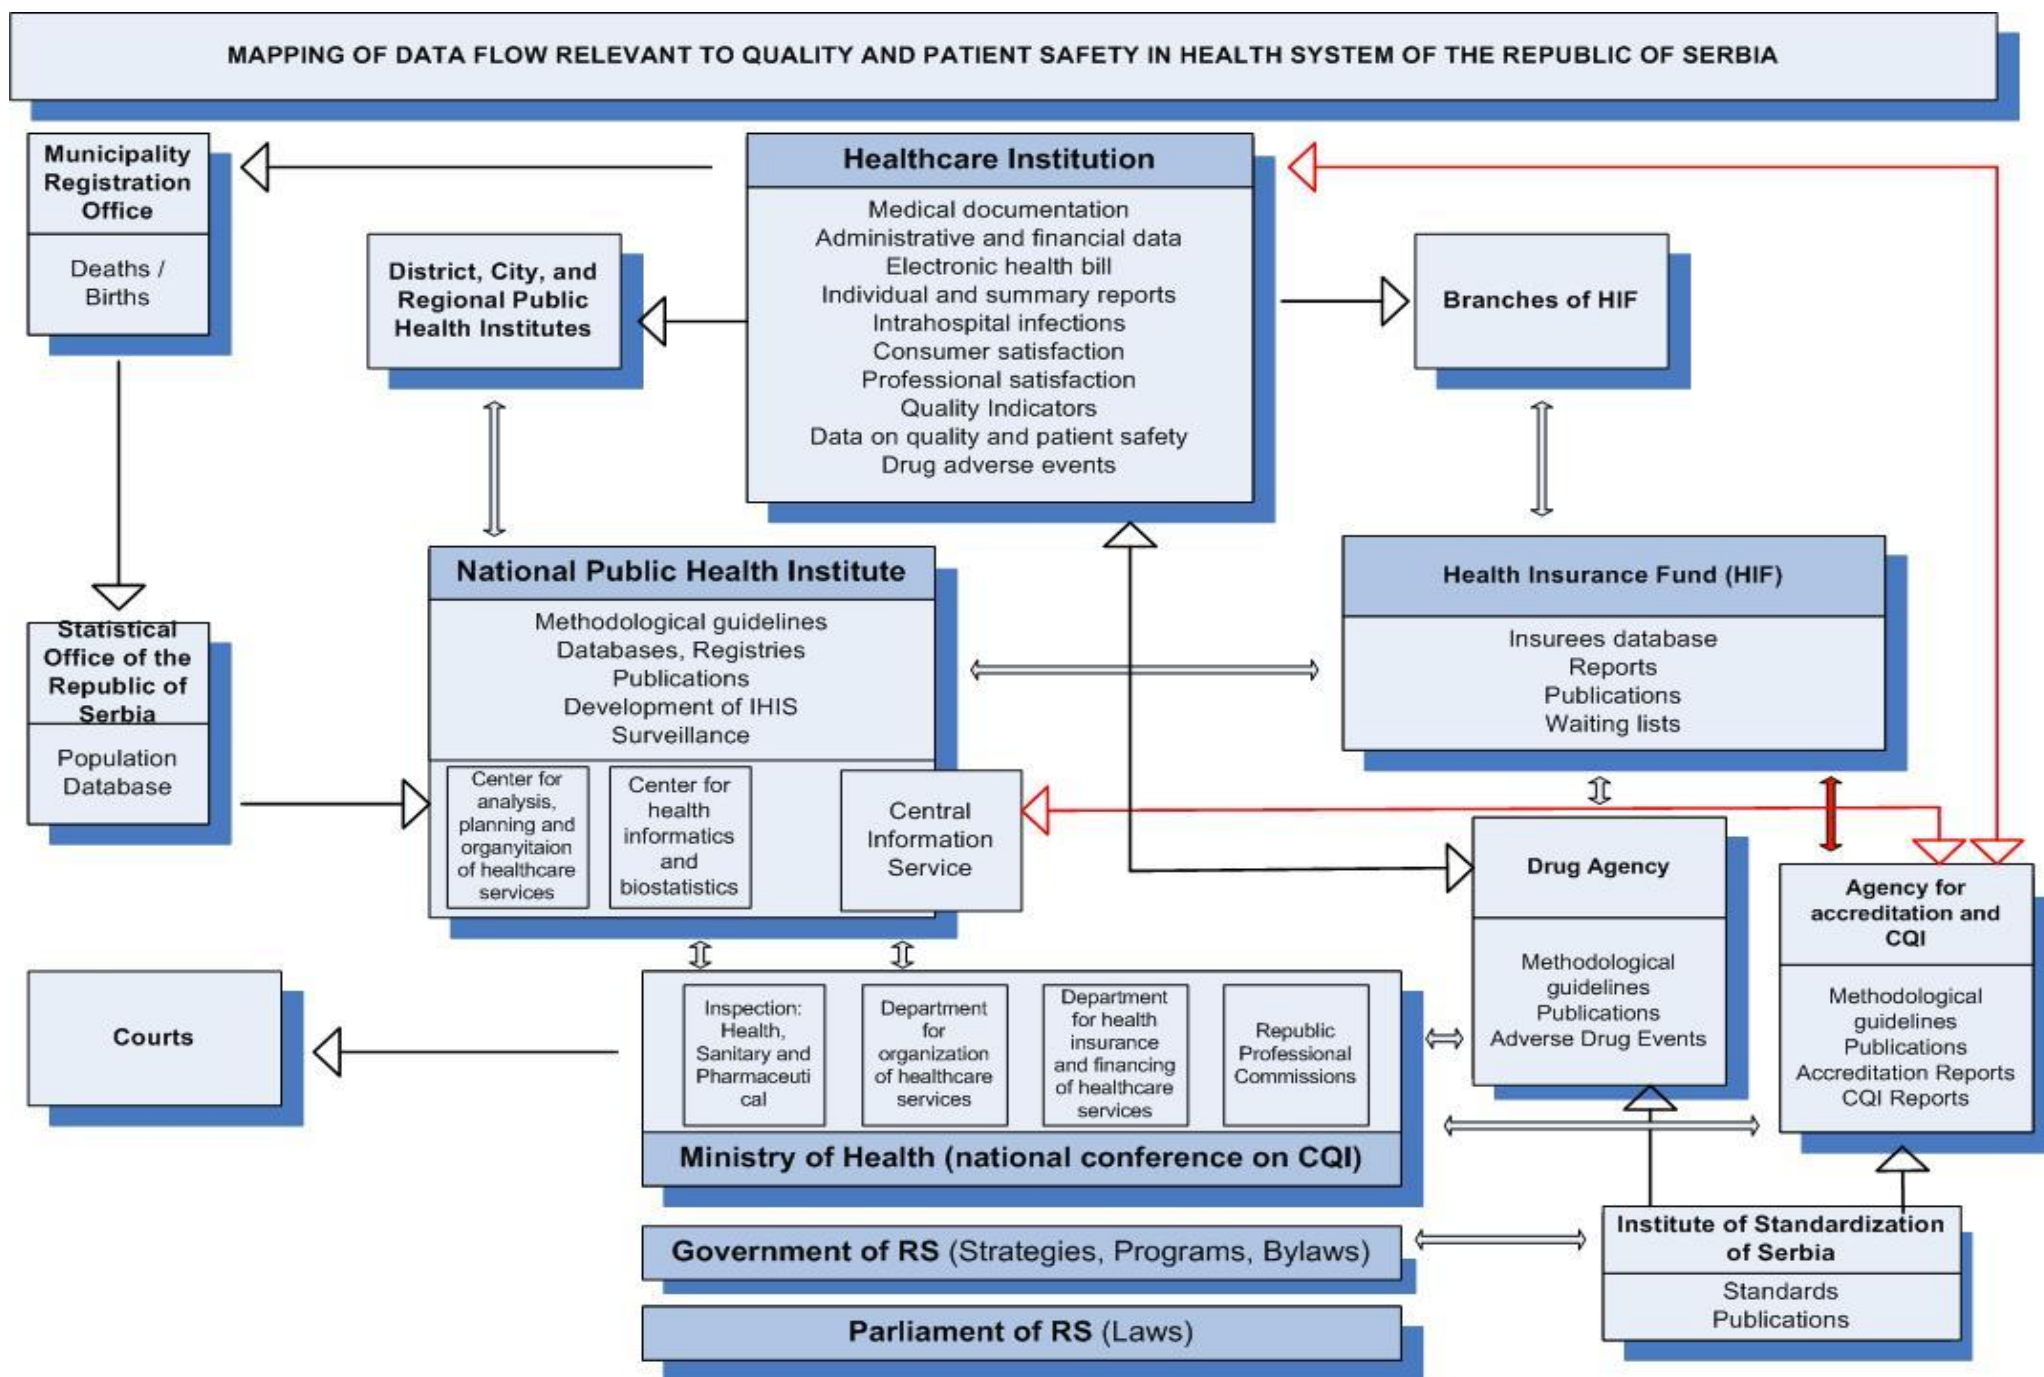 MAPPING OF DATA FLOW RELEVANT TO QUALITY AND PATIENT SAFETY IN HEALTH SYSTEM OF THE REPUBLIC OF SERBIA
Municipality
Registration
Office
Deaths /
Births
Healthcare Institution
Medical documentation
Administrative and financial data
Electronic health bill
Individual and summary reports
Intrahospital infections
Consumer satisfaction
Professional satisfaction
Quality Indicators
Data on quality and patient safety
Drug adverse events
District, City, and
Regional Public
Health Institutes
Branches of HIF
National Public Health Institute
Methodological guidelines
Databases, Registries
Publications
Development of IHIS
Surveillance
Center for
analysis,
planning and
organyitaion
of healthcare
services
Center for
health
informatics
and
biostatistics
Central
Information
Service
Health Insurance Fund (HIF)
Insurees database
Reports
Publications
Waiting lists
Statistical
Office of the
Republic of
Serbia
Population
Database
Drug Agency
Methodological
guidelines
Publications
Adverse Drug Events
Agency for
accreditation and
CQI
Methodological
guidelines
Publications
Accreditation Reports
CQI Reports
Courts
Inspection:
Health,
Sanitary and
Pharmaceuti
cal
Department
for
organization
of healthcare
services
Department
for health
insurance
and financing
of healthcare
services
Republic
Professional
Commissions
Ministry of Health (national conference on CQI)
Government of RS (Strategies, Programs, Bylaws)
Parliament of RS (Laws)
Institute of Standardization
of Serbia
Standards
Publications